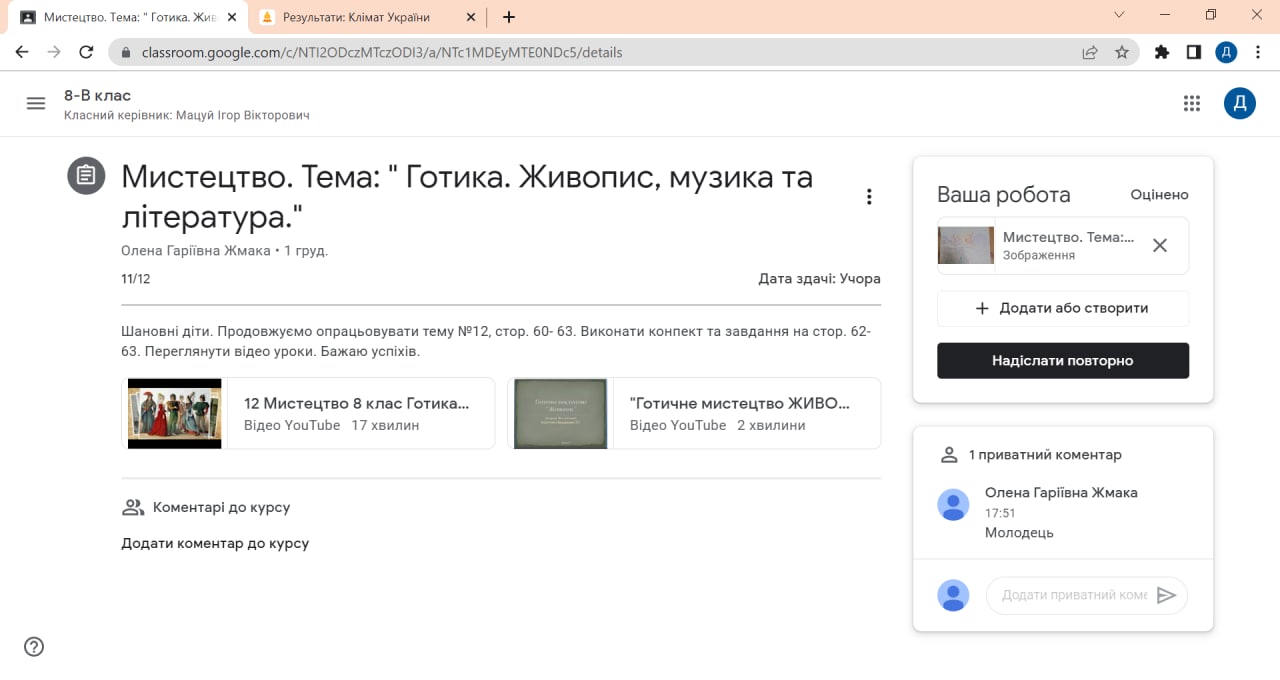 Мистецтво. Тема: " Готика. Жив
Результати: Клімат України
classroom.google.com/c/NTI2ODczMTczODI3/a/NTc1MDEyMTE0NDc5/details
Д
8-В клас
Класний керівник: Мацуй Ігор Вікторович
Д
Мистецтво. Тема: " Готика. Живопис, музика та
література."
Олена Гаріївна Жмака • 1 груд.
11/12
Дата здачі: Учора
Шановні діти. Продовжуємо опрацьовувати тему №12, стор. 60- 63. Виконати конпект та завдання на стор. 62-
63. Переглянути відео уроки. Бажаю успіхів.
12 Мистецтво 8 клас Готика...
Відео YouTube 17 хвилин
"Готичне мистецтво ЖИВО...
Відео YouTube 2 хвилини
Коментарі до курсу
Додати коментар до курсу
Ваша робота
Оцінено
Мистецтво. Тема:...
Зображення
Додати або створити
Надіслати повторно
1 приватний коментар
Олена Гаріївна Жмака
17:51
Молодець
Додати приватний коме